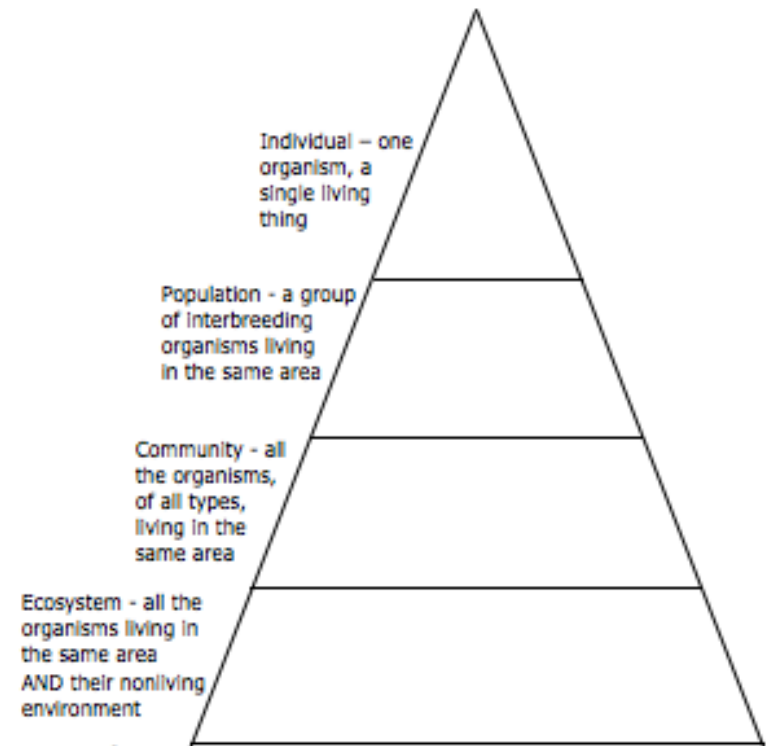 Individual – one
organism, a
single living
thing
Population - a group
of interbreeding
organisms living
in the same area
Community - all
the organisms,
of all types,
living in the
same area
Ecosystem - all the
organisms living in
the same area
AND their nonliving
environment